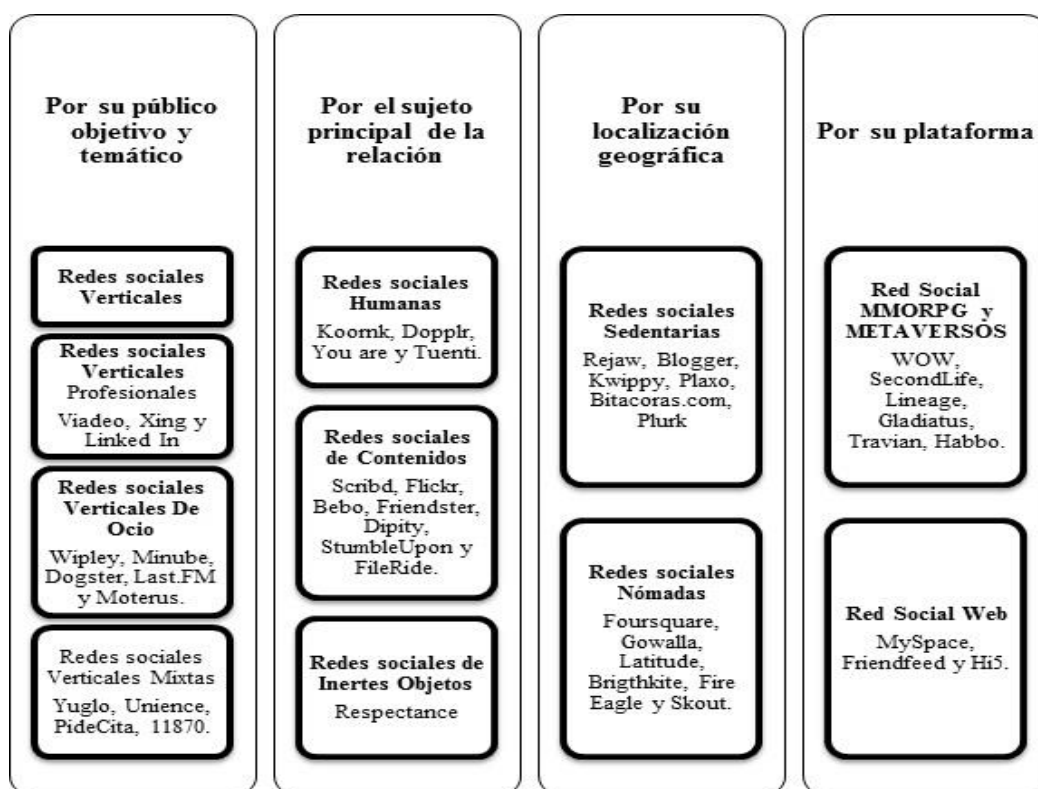 Por su público
objetivo y
temático
Redes sociales
Verticales
Redes sociales
Verticales
Profesionales
Viadeo, Xing y
Linked In
Redes sociales
Verticales De
Ocio
Wipley, Minube,
Dogster, Last.FM
y Moterus.
Redes sociales
Verticales Mixtas
Yuglo, Unience,
PideCita, 11870.
Por el sujeto
principal de la
relación
Redes sociales
Humanas
Koornk, Dopplr,
You are y Tuenti.
Redes sociales
de Contenidos
Scribd, Flickr,
Bebo, Friendster,
Dipity,
StumbleUpon y
FileRide.
Redes sociales de
Inertes Objetos
Respectance
Por su
localización
geográfica
Redes sociales
Sedentarias
Rejaw, Blogger,
Kwippy, Plaxo,
Bitacoras.com,
Plurk
Redes sociales
Nómadas
Foursquare,
Gowalla,
Latitude,
Brigthkite, Fire
Eagle y Skout.
Por su plataforma
Red Social
MMORPG y
METAVERSOS
WOW,
SecondLife,
Lineage,
Gladiatus,
Travian, Habbo.
Red Social Web
MySpace,
Friendfeed y Hi5.